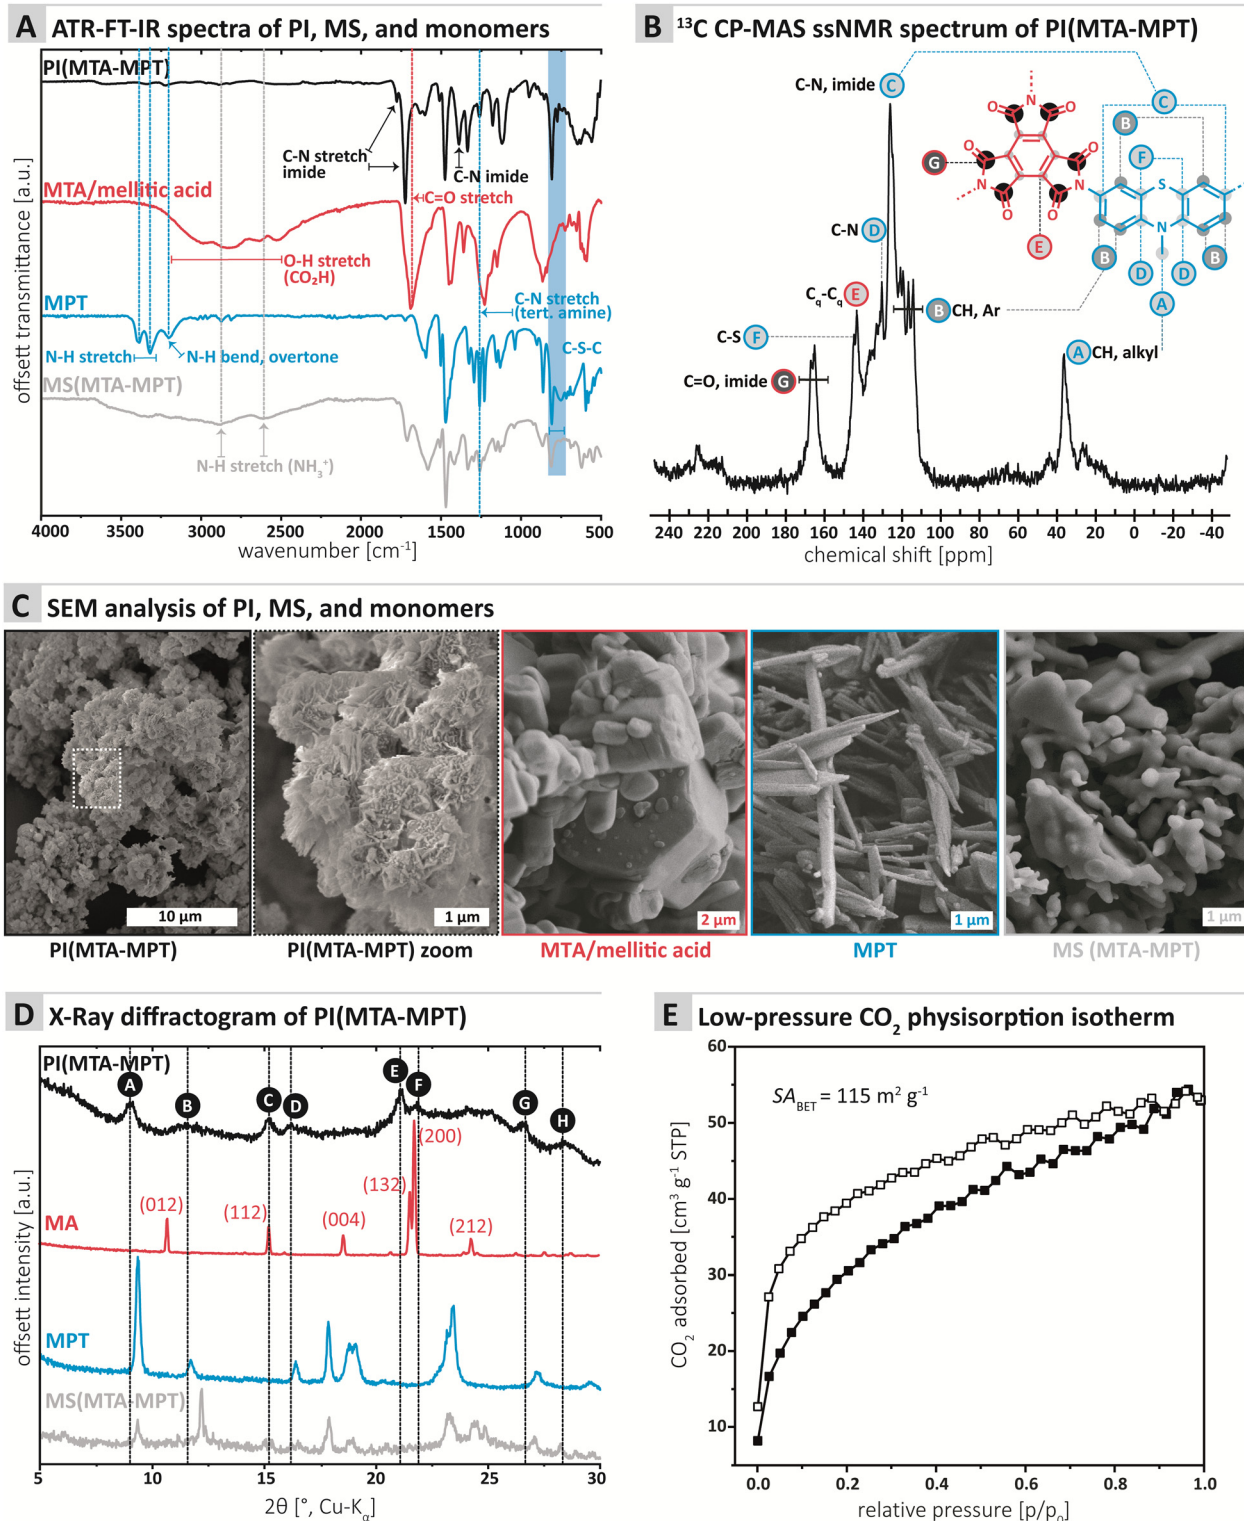 A ATR-FT-IR spectra of PI, MS, and monomers
PI(MTA-MPT)
C-N stretch
imide
C-N imide
MTA/mellitic acid
C=O stretch
O-H stretch
(CO₂H)
MPT
C-N stretch
(tert. amine)
N-H stretch
N-H bend, overtone
C-S-C
MS(MTA-MPT)
N-H stretch (NH₃⁺)
offsett transmittance [a.u.]
4000 3500 3000 2500 2000 1500 1000 500
wavenumber [cm⁻¹]
B ¹³C CP-MAS ssNMR spectrum of PI(MTA-MPT)
C-N, imide C
C
B
F
G
O N O
O O
N N
O O
S
N
E
B B
D D
A
C-N D
C_q-C_q E
B CH, Ar
C-S F
C=O, imide G
A CH, alkyl
240 220 200 180 160 140 120 100 80 60 40 20 0 -20 -40
chemical shift [ppm]
C SEM analysis of PI, MS, and monomers
10 µm
1 µm
2 µm
1 µm
1 µm
PI(MTA-MPT)
PI(MTA-MPT) zoom
MTA/mellitic acid
MPT
MS (MTA-MPT)
D X-Ray diffractogram of PI(MTA-MPT)
PI(MTA-MPT)
A B C D E F G H
(200)
(132)
(012)
(112)
(004)
(212)
MA
MPT
MS(MTA-MPT)
offsett intensity [a.u.]
5 10 15 20 25 30
2θ [°, Cu-Kα]
E Low-pressure CO₂ physisorption isotherm
SA_BET = 115 m² g⁻¹
60
50
40
30
20
10
CO₂ adsorbed [cm³ g⁻¹ STP]
0.0 0.2 0.4 0.6 0.8 1.0
relative pressure [p/p₀]